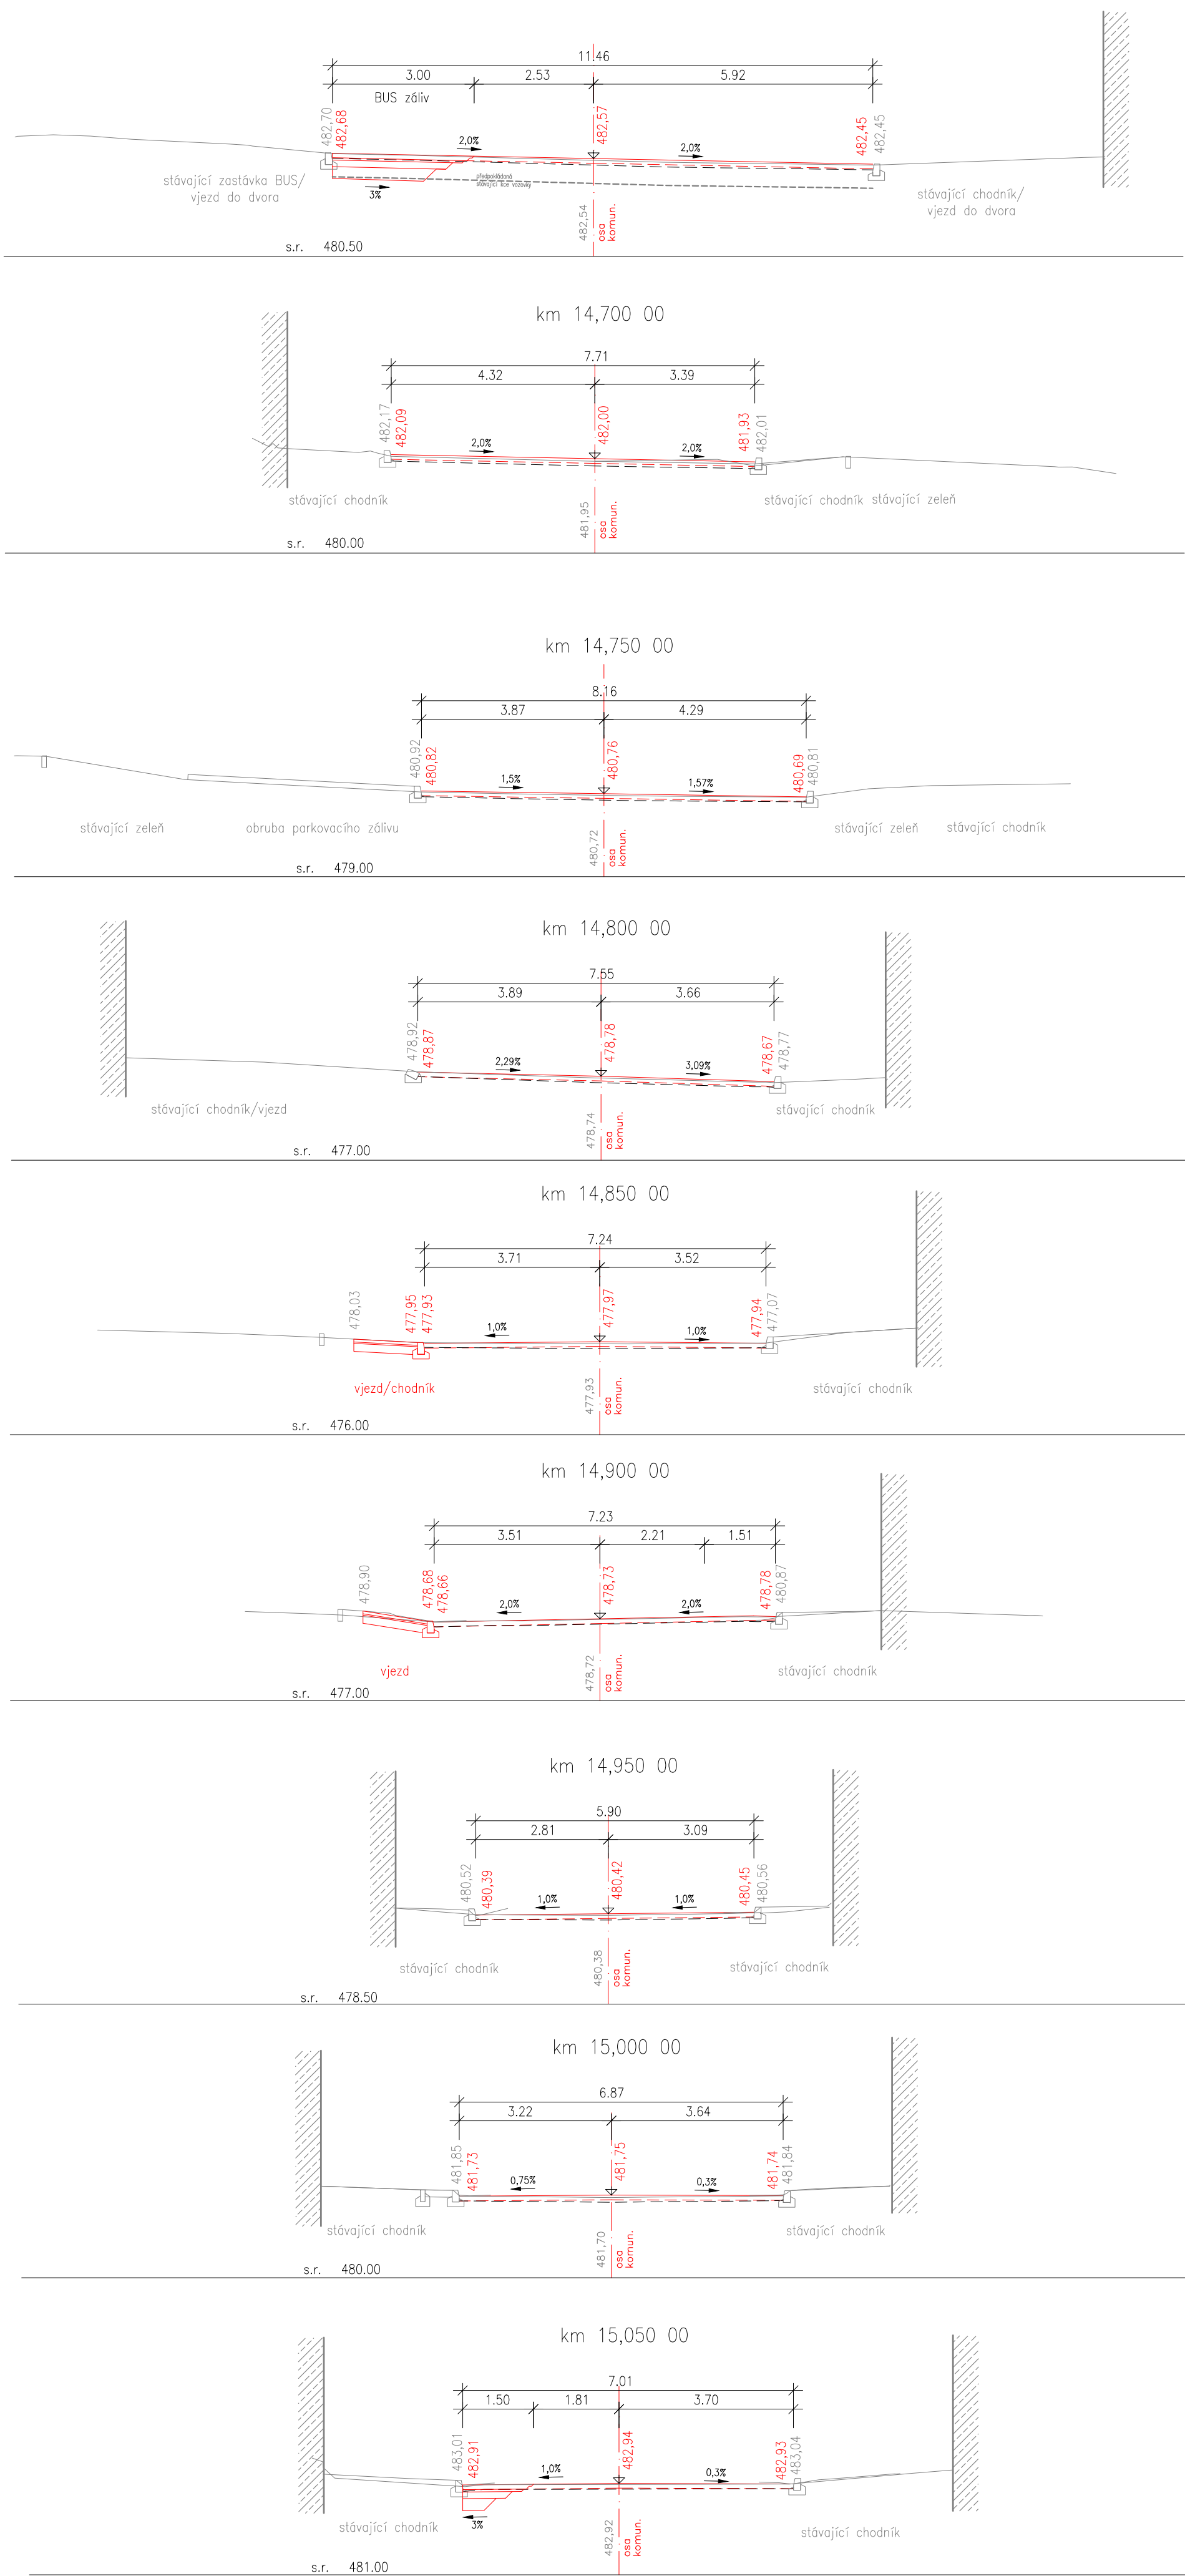 11.46
3.00 2.53 5.92
BUS záliv
482,70 482,68 482,57 482,45 482,45
2,0% 2,0%
předpokládaná
stávající kce vozovky
3%
stávající zastávka BUS/
vjezd do dvora
stávající chodník/
vjezd do dvora
482,54 osa
komun.
s.r. 480.50
km 14,700 00
7.71
4.32 3.39
482,17 482,09 482,00 481,93 482,01
2,0% 2,0%
stávající chodník stávající chodník stávající zeleň
481,95 osa
komun.
s.r. 480.00
km 14,750 00
8.16
3.87 4.29
480,92 480,82 480,76 480,69 480,81
1,5% 1,57%
stávající zeleň obruba parkovacího zálivu stávající zeleň stávající chodník
480,72 osa
komun.
s.r. 479.00
km 14,800 00
7.55
3.89 3.66
478,92 478,87 478,78 478,67 478,77
2,29% 3,09%
stávající chodník/vjezd stávající chodník
478,74 osa
komun.
s.r. 477.00
km 14,850 00
7.24
3.71 3.52
478,03 477,95 477,93 477,97 477,94 477,07
1,0% 1,0%
vjezd/chodník stávající chodník
477,93 osa
komun.
s.r. 476.00
km 14,900 00
7.23
3.51 2.21 1.51
478,90 478,68 478,66 478,73 478,78 480,87
2,0% 2,0%
vjezd stávající chodník
478,72 osa
komun.
s.r. 477.00
km 14,950 00
5.90
2.81 3.09
480,52 480,39 480,42 480,45 480,56
1,0% 1,0%
stávající chodník stávající chodník
480,38 osa
komun.
s.r. 478.50
km 15,000 00
6.87
3.22 3.64
481,85 481,73 481,75 481,74 481,84
0,75% 0,3%
stávající chodník stávající chodník
481,70 osa
komun.
s.r. 480.00
km 15,050 00
7.01
1.50 1.81 3.70
483,01 482,91 482,94 482,93 483,04
1,0% 0,3%
3%
stávající chodník stávající chodník
482,92 osa
komun.
s.r. 481.00